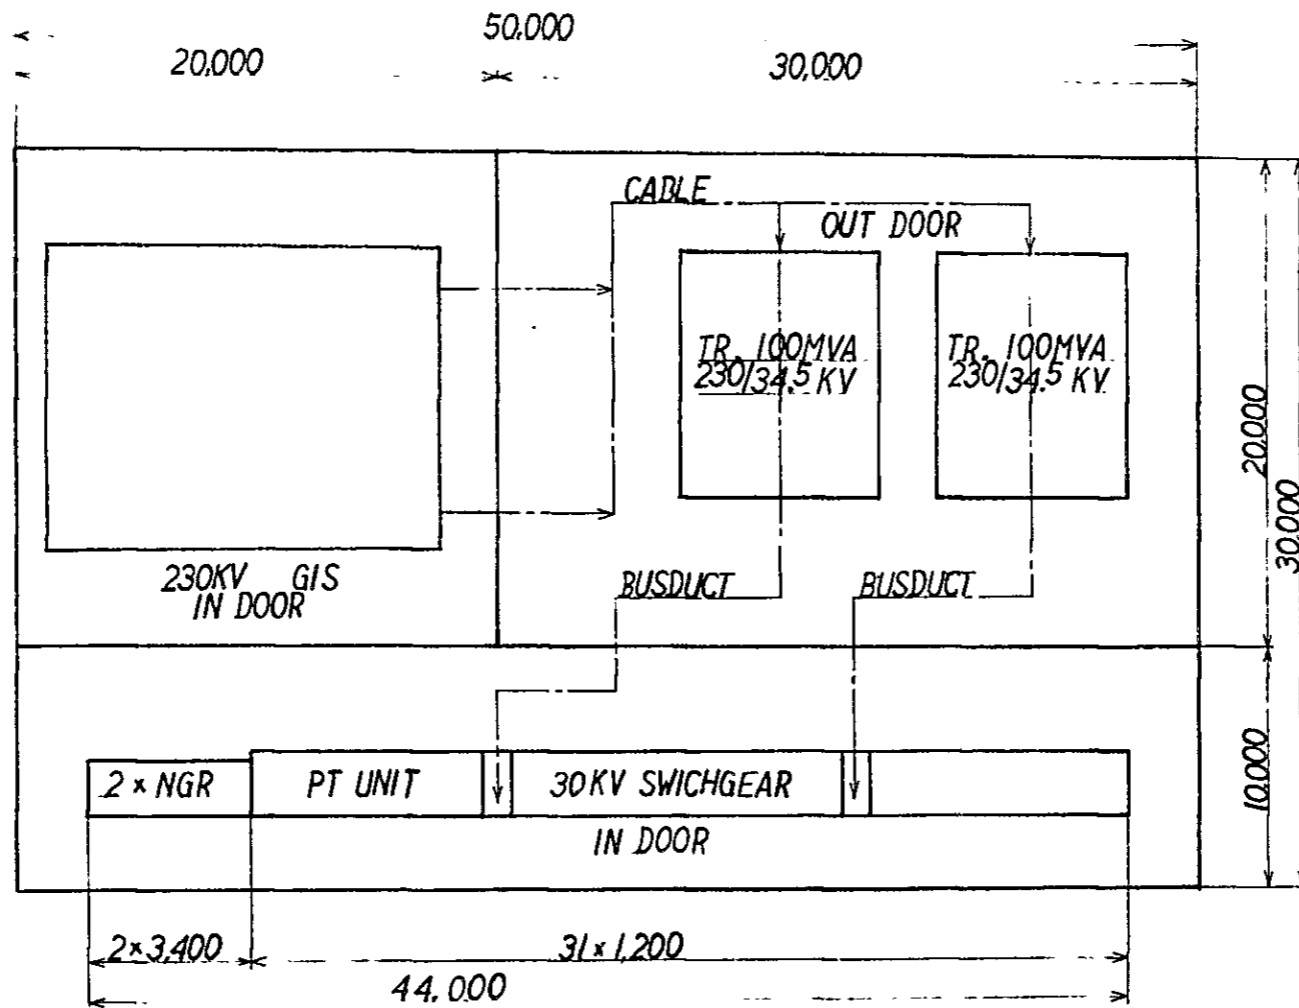 50,000
20,000
30,000
CABLE
OUT DOOR
TR. 100MVA
230/34.5 KV
TR. 100MVA
230/34.5 KV
20,000
30,000
230KV GIS
IN DOOR
BUSDUCT
BUSDUCT
2 × NGR
PT UNIT
30KV SWICHGEAR
10,000
IN DOOR
2×3,400
31×1,200
44,000